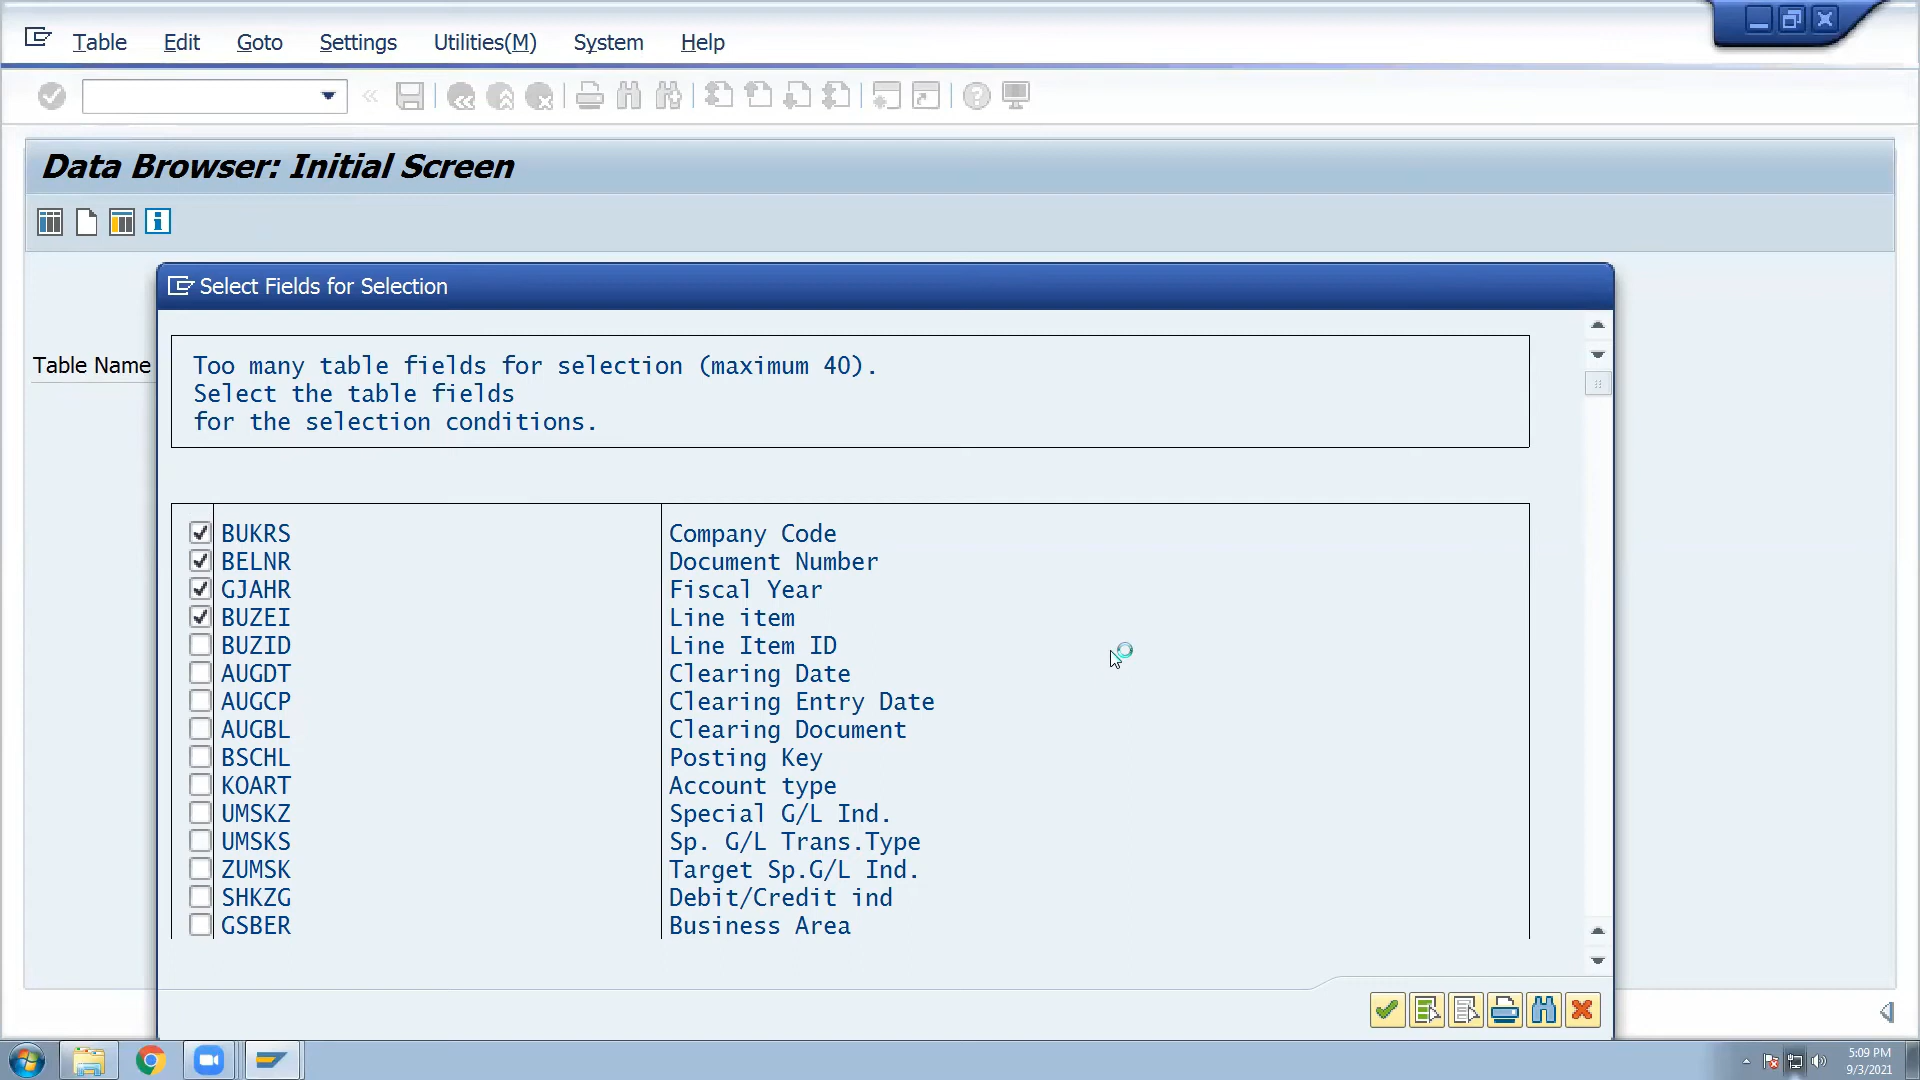 Table Edit Goto Settings Utilities(M) System Help
Data Browser: Initial Screen
Select Fields for Selection
Table Name
Too many table fields for selection (maximum 40).
Select the table fields
for the selection conditions.
BUKRS Company Code
BELNR Document Number
GJAHR Fiscal Year
BUZEI Line item
BUZID Line Item ID
AUGDT Clearing Date
AUGCP Clearing Entry Date
AUGBL Clearing Document
BSCHL Posting Key
KOART Account type
UMSKZ Special G/L Ind.
UMSKS Sp. G/L Trans.Type
ZUMSK Target Sp.G/L Ind.
SHKZG Debit/Credit ind
GSBER Business Area
5:09 PM
9/3/2021